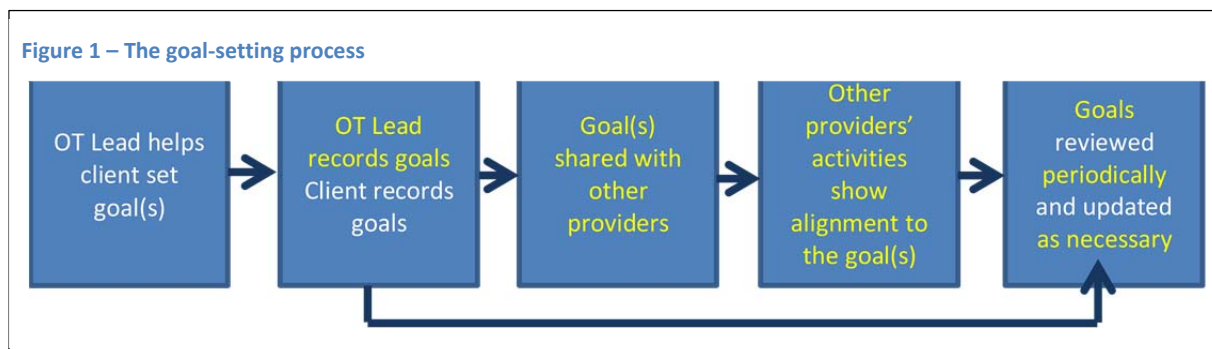 Figure 1 – The goal-setting process
OT Lead helps
client set
goal(s)
OT Lead
records goals
Client records
goals
Goal(s)
shared with
other
providers
Other
providers’
activities
show
alignment to
the goal(s)
Goals
reviewed
periodically
and updated
as necessary